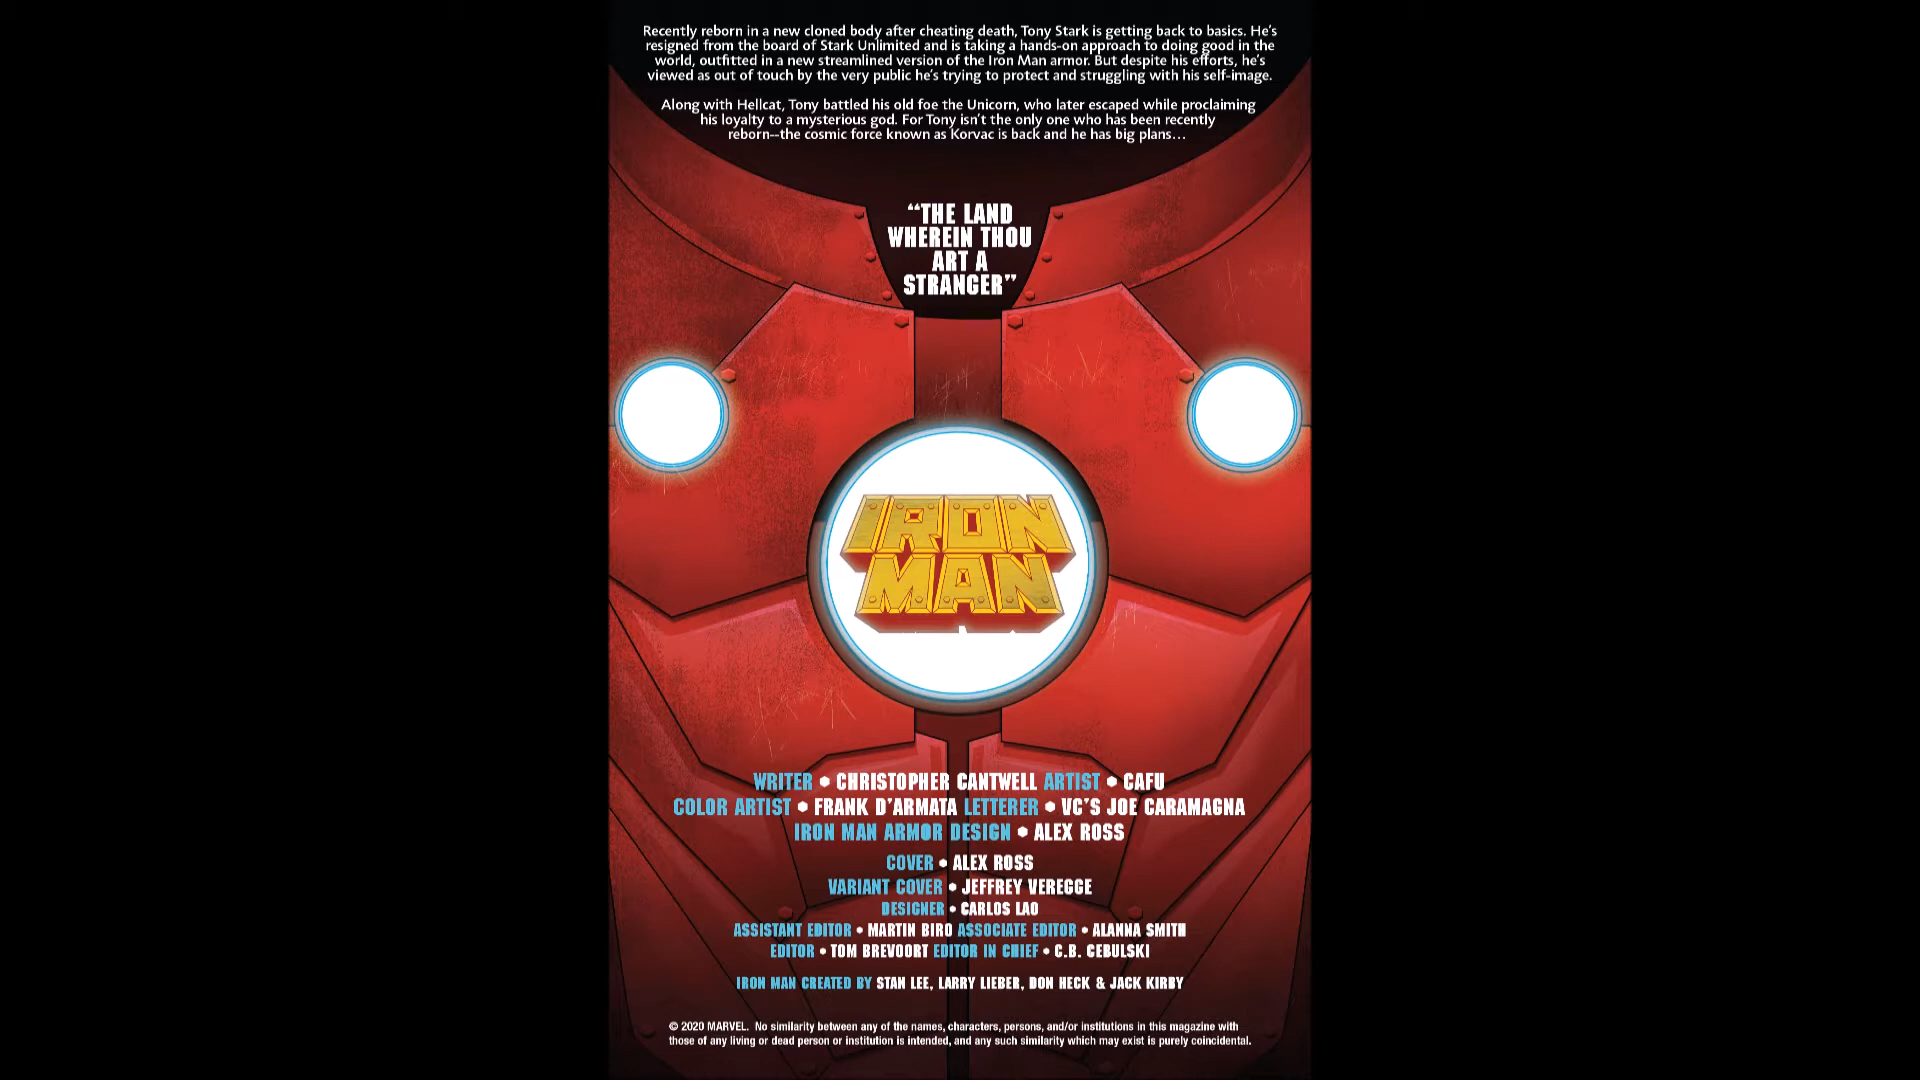 Recently reborn in a new cloned body after cheating death, Tony Stark is getting back to basics. He's
resigned from the board of Stark Unlimited and is taking a hands-on approach to doing good in the
world, outfitted in a new streamlined version of the Iron Man armor. But despite his efforts, he's
viewed as out of touch by the very public he's trying to protect and struggling with his self-image.
Along with Hellcat, Tony battled his old foe the Unicorn, who later escaped while proclaiming
his loyalty to a mysterious god. For Tony isn't the only one who has been recently
reborn--the cosmic force known as Korvac is back and he has big plans...
“THE LAND
WHEREIN THOU
ART A
STRANGER”
IRON
MAN
WRITER • CHRISTOPHER CANTWELL ARTIST • CAFU
COLOR ARTIST • FRANK D'ARMATA LETTERER • VC'S JOE CARAMAGNA
IRON MAN ARMOR DESIGN • ALEX ROSS
COVER • ALEX ROSS
VARIANT COVER • JEFFREY VEREGGE
DESIGNER • CARLOS LAO
ASSISTANT EDITOR • MARTIN BIRO ASSOCIATE EDITOR • ALANNA SMITH
EDITOR • TOM BREVOORT EDITOR IN CHIEF • C.B. CEBULSKI
IRON MAN CREATED BY STAN LEE, LARRY LIEBER, DON HECK & JACK KIRBY
© 2020 MARVEL. No similarity between any of the names, characters, persons, and/or institutions in this magazine with
those of any living or dead person or institution is intended, and any such similarity which may exist is purely coincidental.